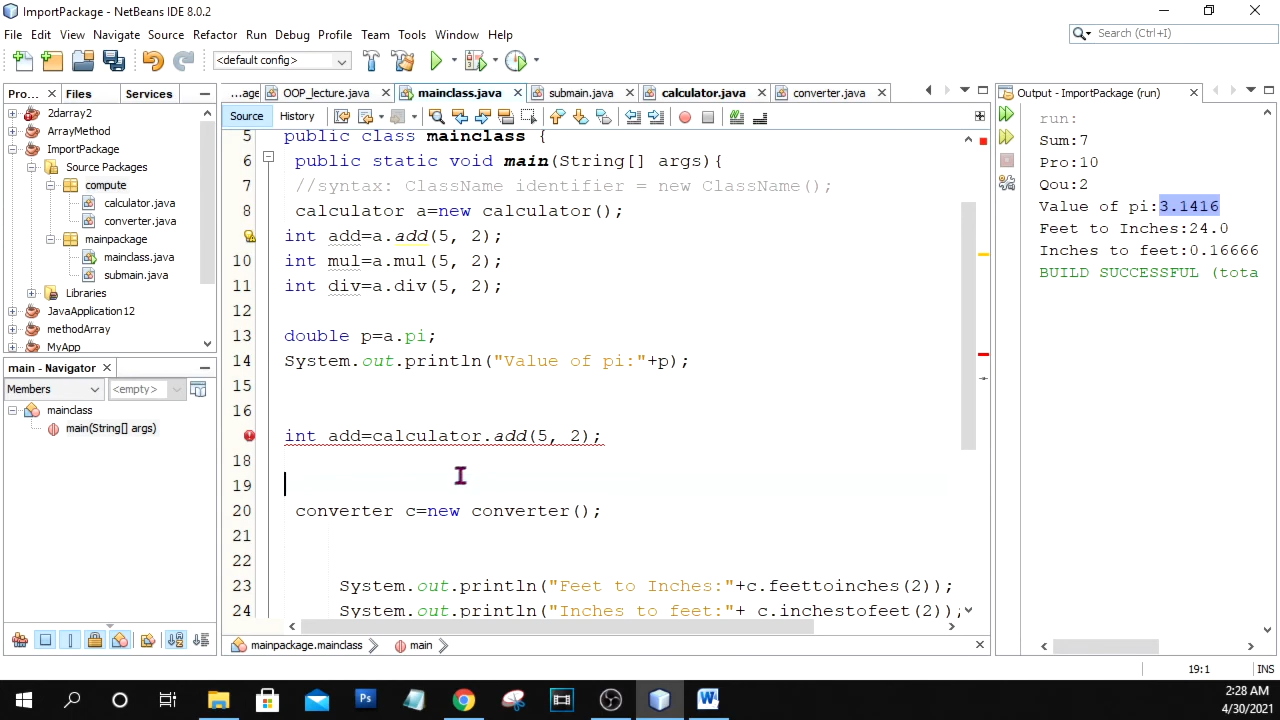 ImportPackage - NetBeans IDE 8.0.2
File Edit View Navigate Source Refactor Run Debug Profile Team Tools Window Help
Search (Ctrl+I)
<default config>
Pro... Files Services
...age OOP_lecture.java mainclass.java submain.java calculator.java converter.java
Output - ImportPackage (run)
Source History
2darray2
ArrayMethod
ImportPackage
Source Packages
compute
calculator.java
converter.java
mainpackage
mainclass.java
submain.java
Libraries
JavaApplication12
methodArray
MyApp
main - Navigator
Members <empty>
mainclass
main(String[] args)
5 public class mainclass {
6 public static void main(String[] args){
7 //syntax: ClassName identifier = new ClassName();
8 calculator a=new calculator();
int add=a.add(5, 2);
10 int mul=a.mul(5, 2);
11 int div=a.div(5, 2);
12
13 double p=a.pi;
14 System.out.println("Value of pi:"+p);
15
16
int add=calculator.add(5, 2);
18
19
20 converter c=new converter();
21
22
23 System.out.println("Feet to Inches:"+c.feettoinches(2));
24 System.out.println("Inches to feet:"+ c.inchestofeet(2));
mainpackage.mainclass main
run:
Sum:7
Pro:10
Qou:2
Value of pi:3.1416
Feet to Inches:24.0
Inches to feet:0.16666
BUILD SUCCESSFUL (tota
19:1 INS
2:28 AM
4/30/2021